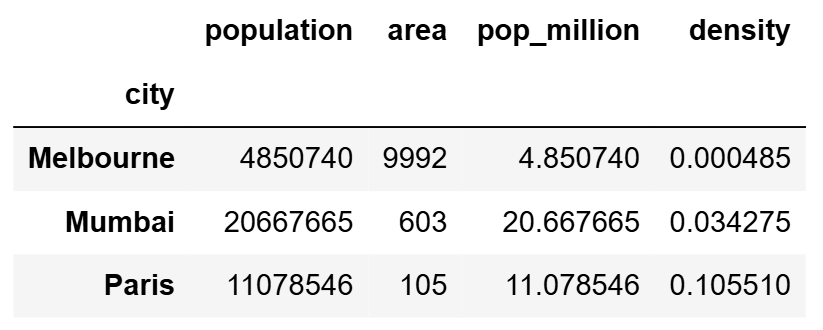 population area pop_million density
city
Melbourne 4850740 9992 4.850740 0.000485
Mumbai 20667665 603 20.667665 0.034275
Paris 11078546 105 11.078546 0.105510